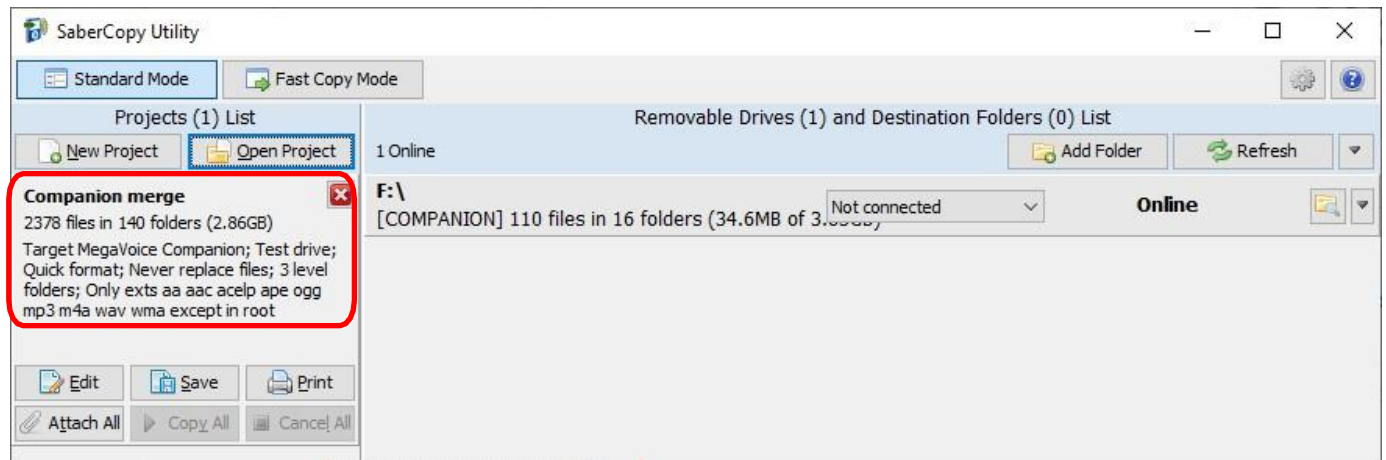 SaberCopy Utility
Standard Mode
Fast Copy Mode
Projects (1) List
Removable Drives (1) and Destination Folders (0) List
New Project
Open Project
1 Online
Add Folder
Refresh
Companion merge
2378 files in 140 folders (2.86GB)
Target MegaVoice Companion; Test drive;
Quick format; Never replace files; 3 level
folders; Only exts aa aac acelp ape ogg
mp3 m4a wav wma except in root
F:\
[COMPANION] 110 files in 16 folders (34.6MB of
Not connected
Online
Edit
Save
Print
Attach All
Copy All
Cancel All